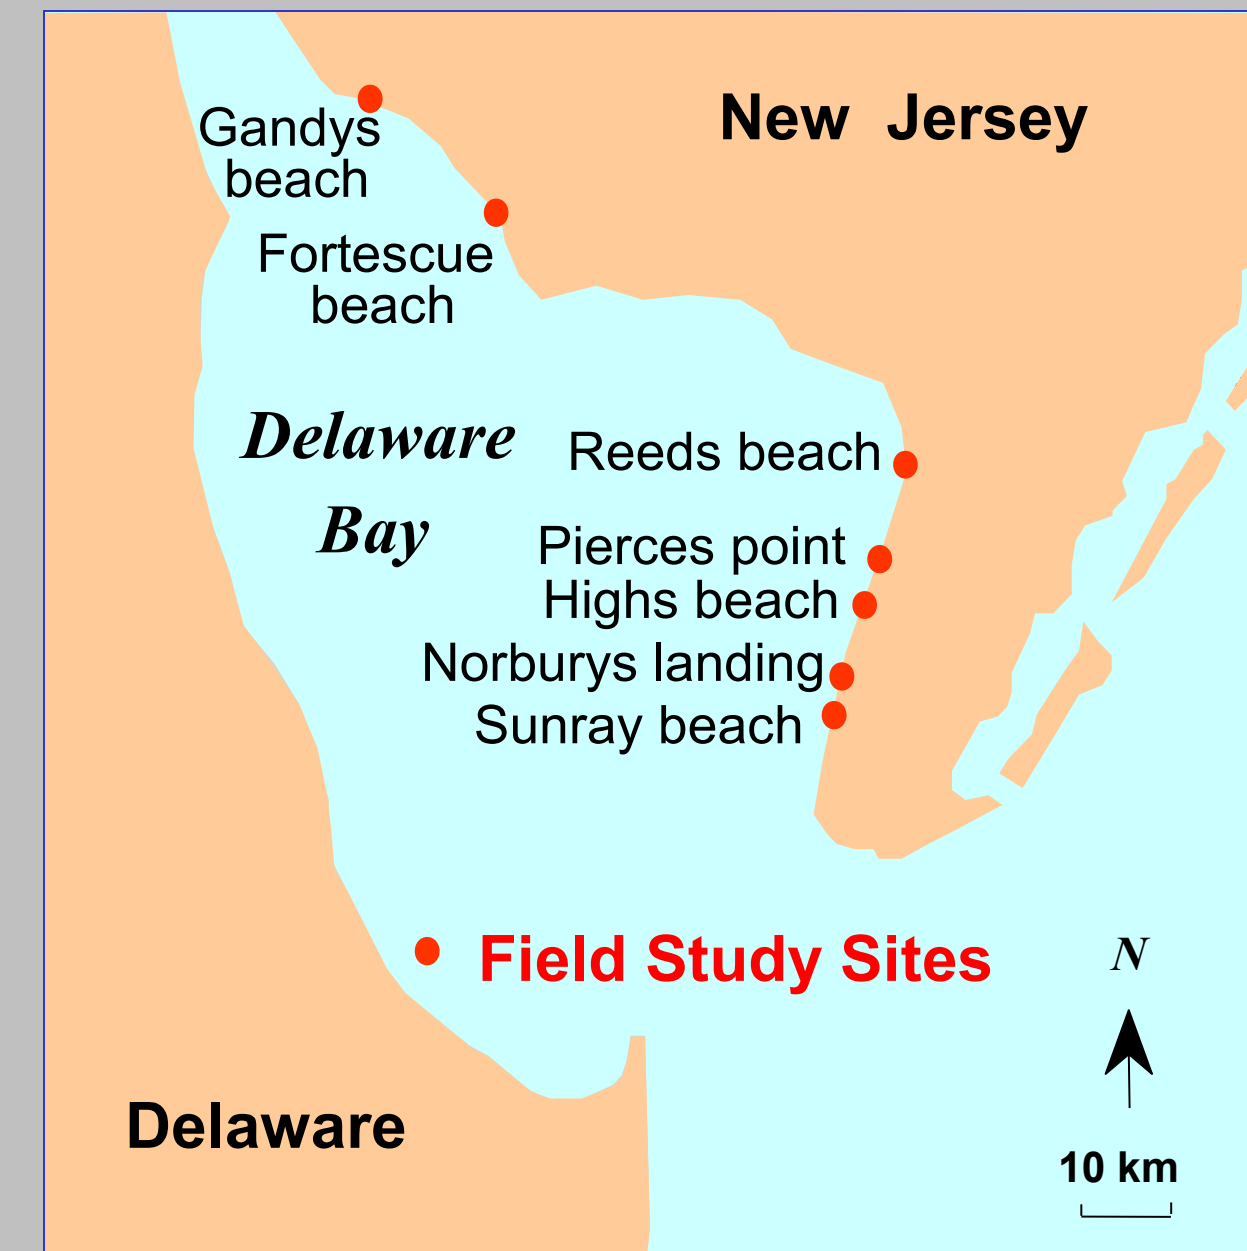 New Jersey
Gandys
beach
Fortescue
beach
Delaware
Bay
Reeds beach
Pierces point
Highs beach
Norburys landing
Sunray beach
Field Study Sites
N
Delaware
10 km